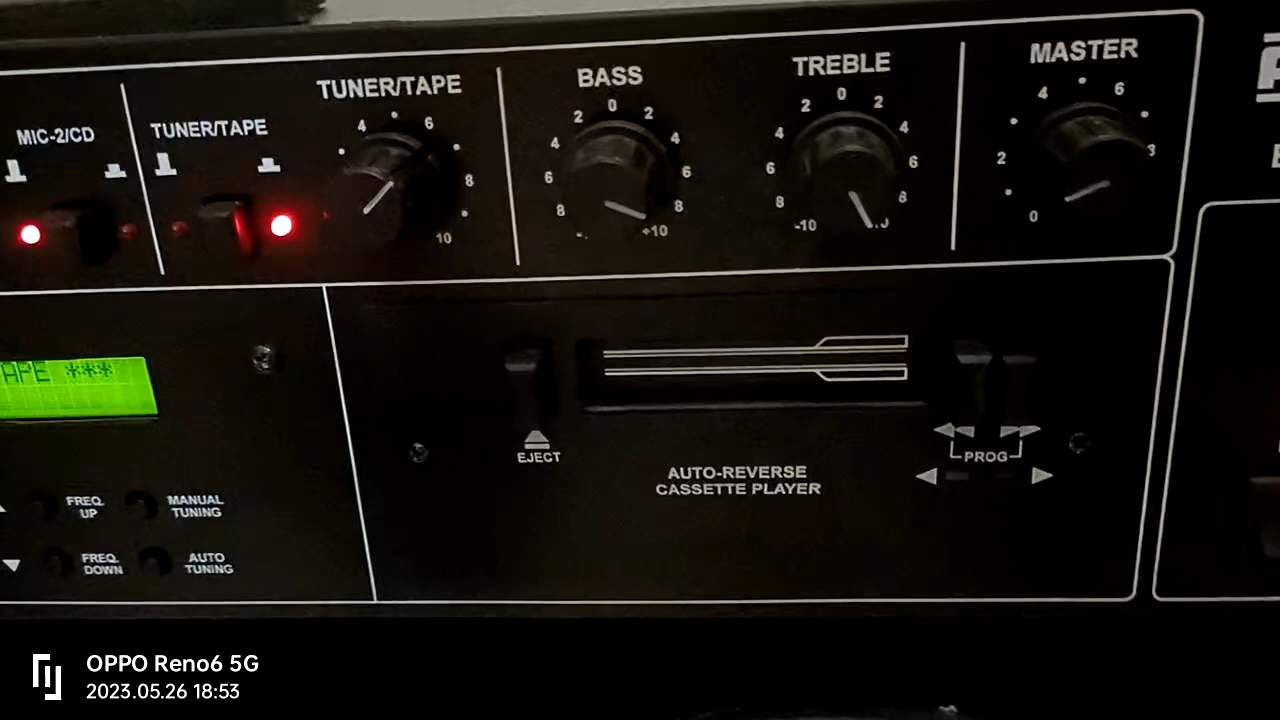 MIC-2/CD
TUNER/TAPE
TUNER/TAPE
4 6
8
10
BASS
0
2 2
4 4
6 6
8 8
+10
TREBLE
0
2 2
4 4
6 6
8 8
-10
MASTER
4 6
2
0
APE ***
FREQ. UP
MANUAL TUNING
FREQ. DOWN
AUTO TUNING
EJECT
AUTO-REVERSE
CASSETTE PLAYER
PROG
OPPO Reno6 5G
2023.05.26 18:53